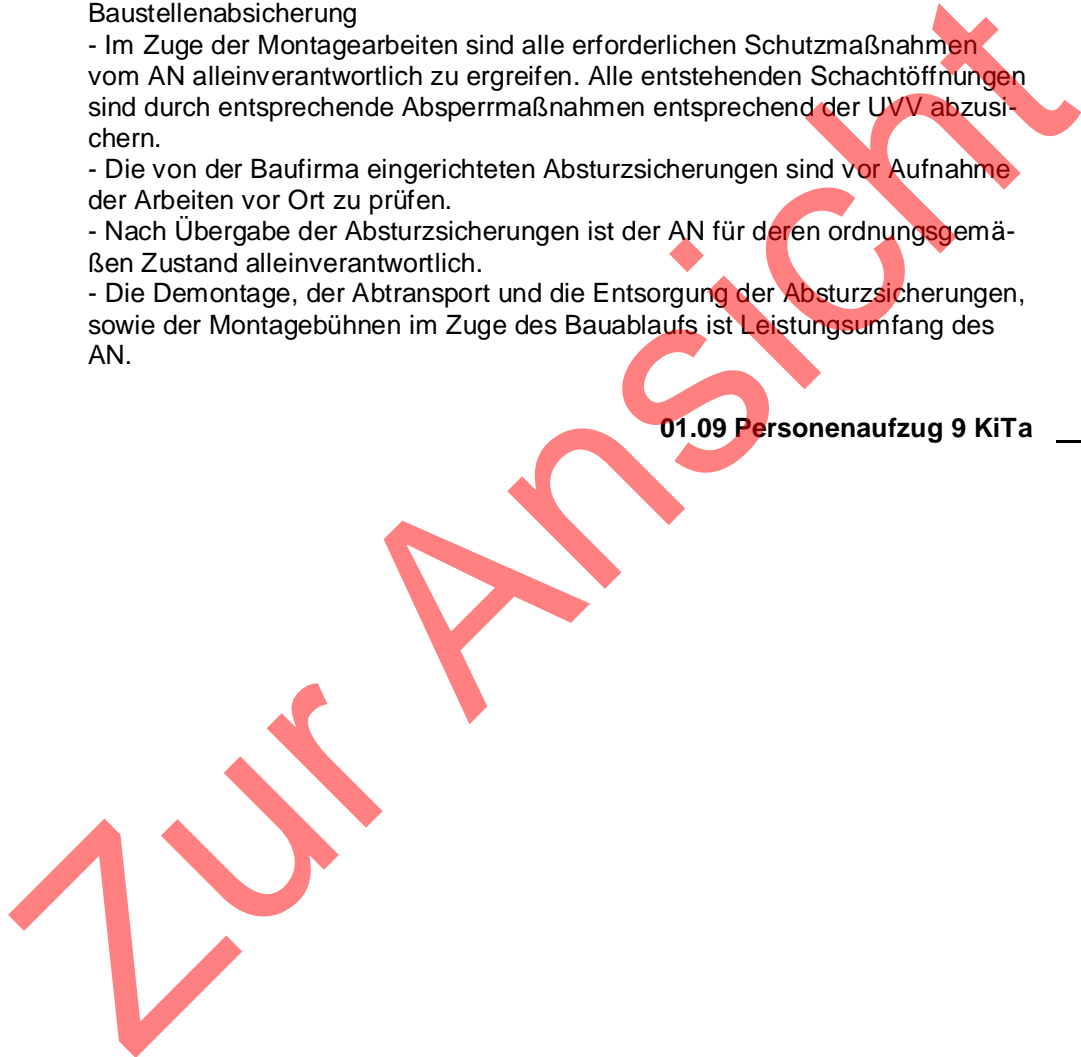 Baustellenabsicherung
- Im Zuge der Montagearbeiten sind alle erforderlichen Schutzmaßnahmen
vom AN alleinverantwortlich zu ergreifen. Alle entstehenden Schachtöffnungen
sind durch entsprechende Absperrmaßnahmen entsprechend der UVV abzusi-
chern.
- Die von der Baufirma eingerichteten Absturzsicherungen sind vor Aufnahme
der Arbeiten vor Ort zu prüfen.
- Nach Übergabe der Absturzsicherungen ist der AN für deren ordnungsgemä-
ßen Zustand alleinverantwortlich.
- Die Demontage, der Abtransport und die Entsorgung der Absturzsicherungen,
sowie der Montagebühnen im Zuge des Bauablaufs ist Leistungsumfang des
AN.
01.09 Personenaufzug 9 KiTa
Zur Ansicht